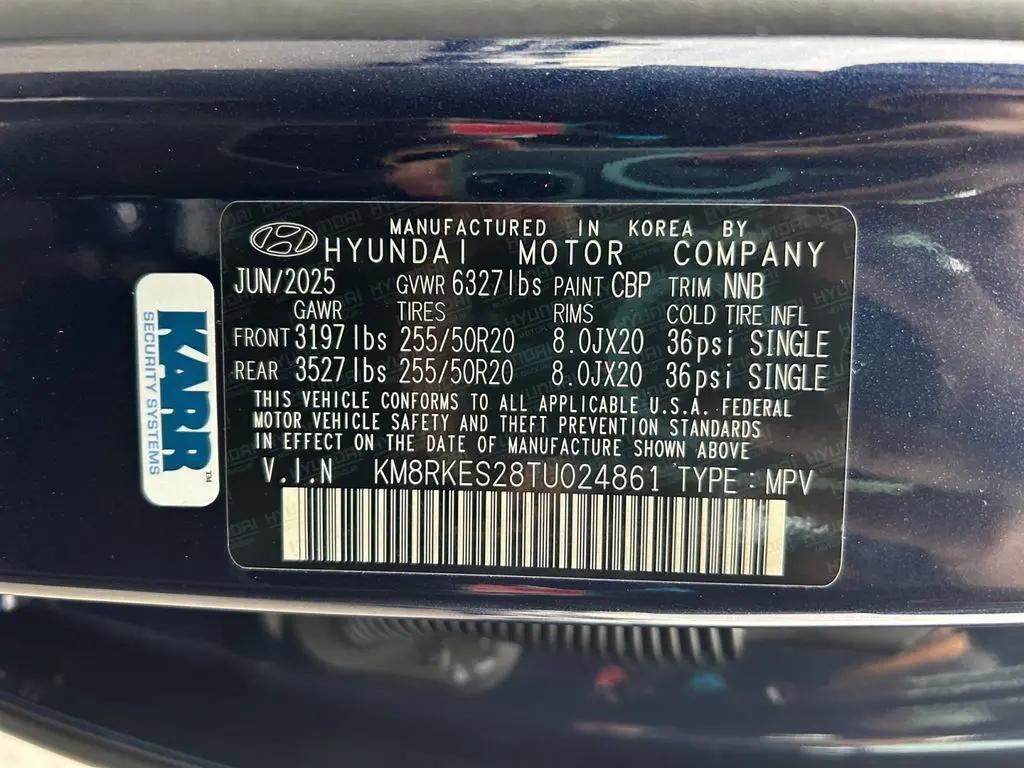 MANUFACTURED IN KOREA BY
HYUNDAI MOTOR COMPANY
JUN/2025 GVWR 6327lbs PAINT CBP TRIM NNB
GAWR TIRES RIMS COLD TIRE INFL
FRONT 3197lbs 255/50R20 8.0JX20 36psi SINGLE
REAR 3527lbs 255/50R20 8.0JX20 36psi SINGLE
THIS VEHICLE CONFORMS TO ALL APPLICABLE U.S.A. FEDERAL
MOTOR VEHICLE SAFETY AND THEFT PREVENTION STANDARDS
IN EFFECT ON THE DATE OF MANUFACTURE SHOWN ABOVE
V.I.N KM8RKES28TU024861 TYPE : MPV
KARR™
SECURITY SYSTEMS